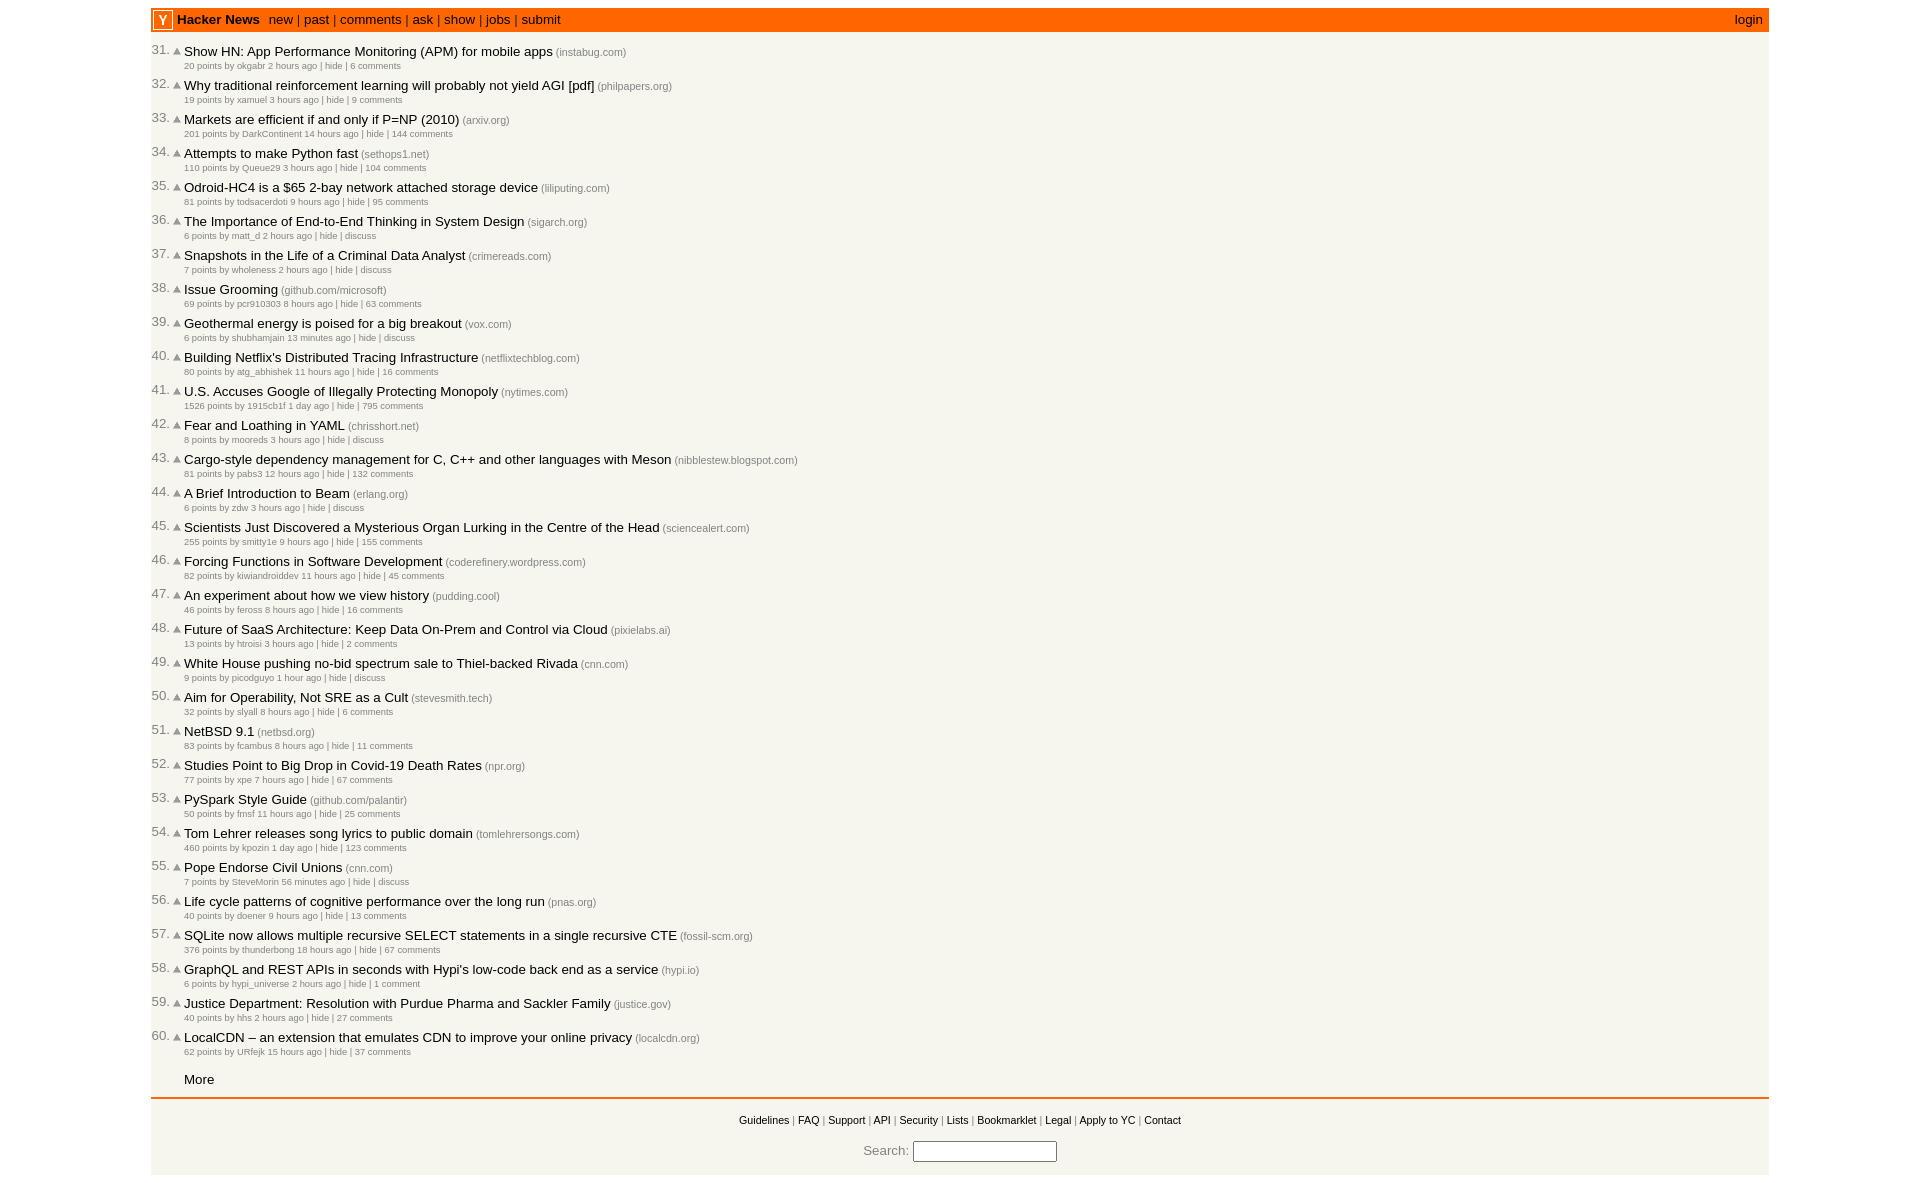 Y Hacker News new | past | comments | ask | show | jobs | submit login
31. Show HN: App Performance Monitoring (APM) for mobile apps (instabug.com)
20 points by okgabr 2 hours ago | hide | 6 comments
32. Why traditional reinforcement learning will probably not yield AGI [pdf] (philpapers.org)
19 points by xamuel 3 hours ago | hide | 9 comments
33. Markets are efficient if and only if P=NP (2010) (arxiv.org)
201 points by DarkContinent 14 hours ago | hide | 144 comments
34. Attempts to make Python fast (sethops1.net)
110 points by Queue29 3 hours ago | hide | 104 comments
35. Odroid-HC4 is a $65 2-bay network attached storage device (liliputing.com)
81 points by todsacerdoti 9 hours ago | hide | 95 comments
36. The Importance of End-to-End Thinking in System Design (sigarch.org)
6 points by matt_d 2 hours ago | hide | discuss
37. Snapshots in the Life of a Criminal Data Analyst (crimereads.com)
7 points by wholeness 2 hours ago | hide | discuss
38. Issue Grooming (github.com/microsoft)
69 points by pcr910303 8 hours ago | hide | 63 comments
39. Geothermal energy is poised for a big breakout (vox.com)
6 points by shubhamjain 13 minutes ago | hide | discuss
40. Building Netflix's Distributed Tracing Infrastructure (netflixtechblog.com)
80 points by atg_abhishek 11 hours ago | hide | 16 comments
41. U.S. Accuses Google of Illegally Protecting Monopoly (nytimes.com)
1526 points by 1915cb1f 1 day ago | hide | 795 comments
42. Fear and Loathing in YAML (chrisshort.net)
8 points by mooreds 3 hours ago | hide | discuss
43. Cargo-style dependency management for C, C++ and other languages with Meson (nibblestew.blogspot.com)
81 points by pabs3 12 hours ago | hide | 132 comments
44. A Brief Introduction to Beam (erlang.org)
6 points by zdw 3 hours ago | hide | discuss
45. Scientists Just Discovered a Mysterious Organ Lurking in the Centre of the Head (sciencealert.com)
255 points by smitty1e 9 hours ago | hide | 155 comments
46. Forcing Functions in Software Development (coderefinery.wordpress.com)
82 points by kiwiandroiddev 11 hours ago | hide | 45 comments
47. An experiment about how we view history (pudding.cool)
46 points by feross 8 hours ago | hide | 16 comments
48. Future of SaaS Architecture: Keep Data On-Prem and Control via Cloud (pixielabs.ai)
13 points by htroisi 3 hours ago | hide | 2 comments
49. White House pushing no-bid spectrum sale to Thiel-backed Rivada (cnn.com)
9 points by picodguyo 1 hour ago | hide | discuss
50. Aim for Operability, Not SRE as a Cult (stevesmith.tech)
32 points by slyall 8 hours ago | hide | 6 comments
51. NetBSD 9.1 (netbsd.org)
83 points by fcambus 8 hours ago | hide | 11 comments
52. Studies Point to Big Drop in Covid-19 Death Rates (npr.org)
77 points by xpe 7 hours ago | hide | 67 comments
53. PySpark Style Guide (github.com/palantir)
50 points by fmsf 11 hours ago | hide | 25 comments
54. Tom Lehrer releases song lyrics to public domain (tomlehrersongs.com)
460 points by kpozin 1 day ago | hide | 123 comments
55. Pope Endorse Civil Unions (cnn.com)
7 points by SteveMorin 56 minutes ago | hide | discuss
56. Life cycle patterns of cognitive performance over the long run (pnas.org)
40 points by doener 9 hours ago | hide | 13 comments
57. SQLite now allows multiple recursive SELECT statements in a single recursive CTE (fossil-scm.org)
376 points by thunderbong 18 hours ago | hide | 67 comments
58. GraphQL and REST APIs in seconds with Hypi's low-code back end as a service (hypi.io)
6 points by hypi_universe 2 hours ago | hide | 1 comment
59. Justice Department: Resolution with Purdue Pharma and Sackler Family (justice.gov)
40 points by hhs 2 hours ago | hide | 27 comments
60. LocalCDN – an extension that emulates CDN to improve your online privacy (localcdn.org)
62 points by URfejk 15 hours ago | hide | 37 comments
More
Guidelines | FAQ | Support | API | Security | Lists | Bookmarklet | Legal | Apply to YC | Contact
Search: